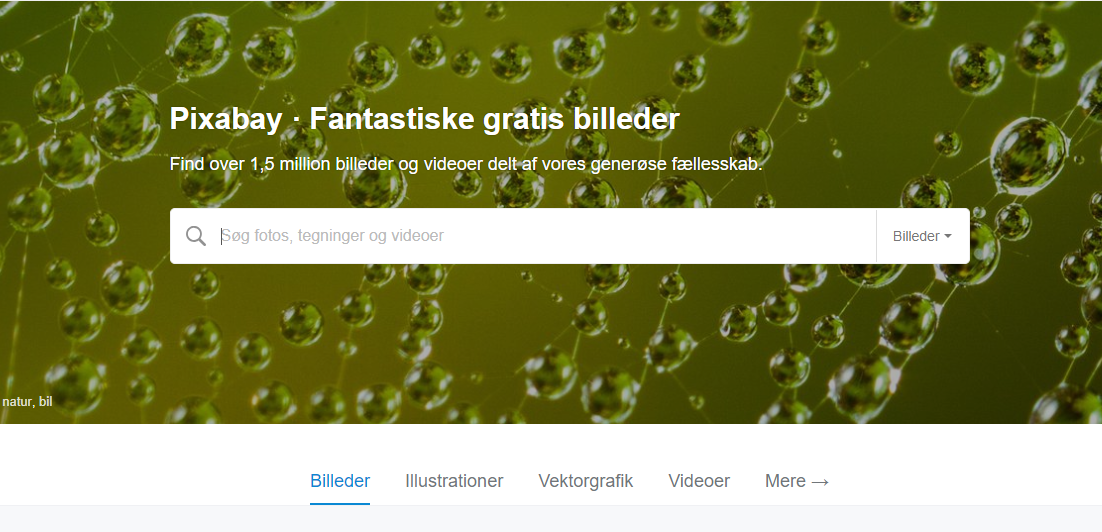 Pixabay · Fantastiske gratis billeder
Find over 1,5 million billeder og videoer delt af vores generøse fællesskab.
Søg fotos, tegninger og videoer
Billeder
natur, bil
Billeder
Illustrationer
Vektorgrafik
Videoer
Mere →